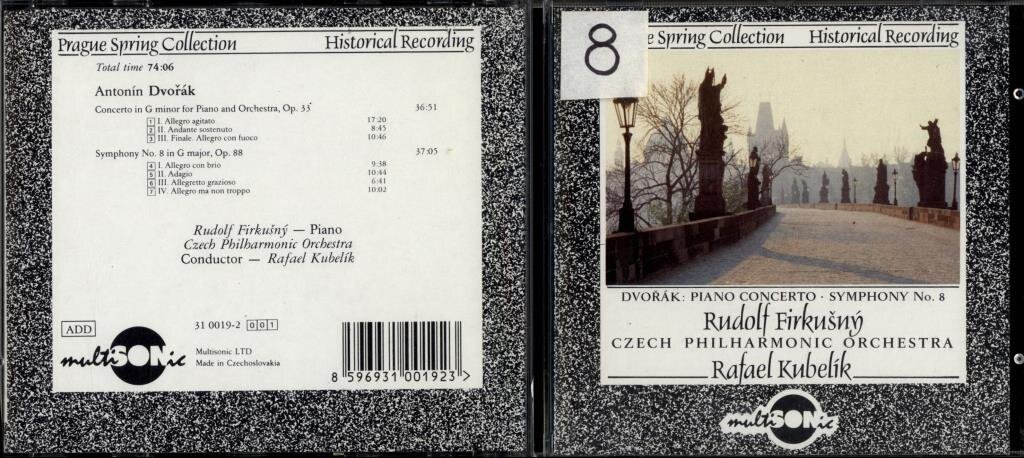 Prague Spring Collection Historical Recording
Total time 74:06
Antonín Dvořák
Concerto in G minor for Piano and Orchestra, Op. 33 36:51
1 I. Allegro agitato 17:20
2 II. Andante sostenuto 8:45
3 III. Finale. Allegro con fuoco 10:46
Symphony No. 8 in G major, Op. 88 37:05
4 I. Allegro con brio 9:38
5 II. Adagio 10:44
6 III. Allegretto grazioso 6:41
7 IV. Allegro ma non troppo 10:02
Rudolf Firkušný — Piano
Czech Philharmonic Orchestra
Conductor — Rafael Kubelík
ADD
31 0019-2 001
multiSONic
Multisonic LTD
Made in Czechoslovakia
8 596931 001923 >
8
e Spring Collection Historical Recording
DVOŘÁK: PIANO CONCERTO · SYMPHONY No. 8
Rudolf Firkušný
CZECH PHILHARMONIC ORCHESTRA
Rafael Kubelík
multiSONic